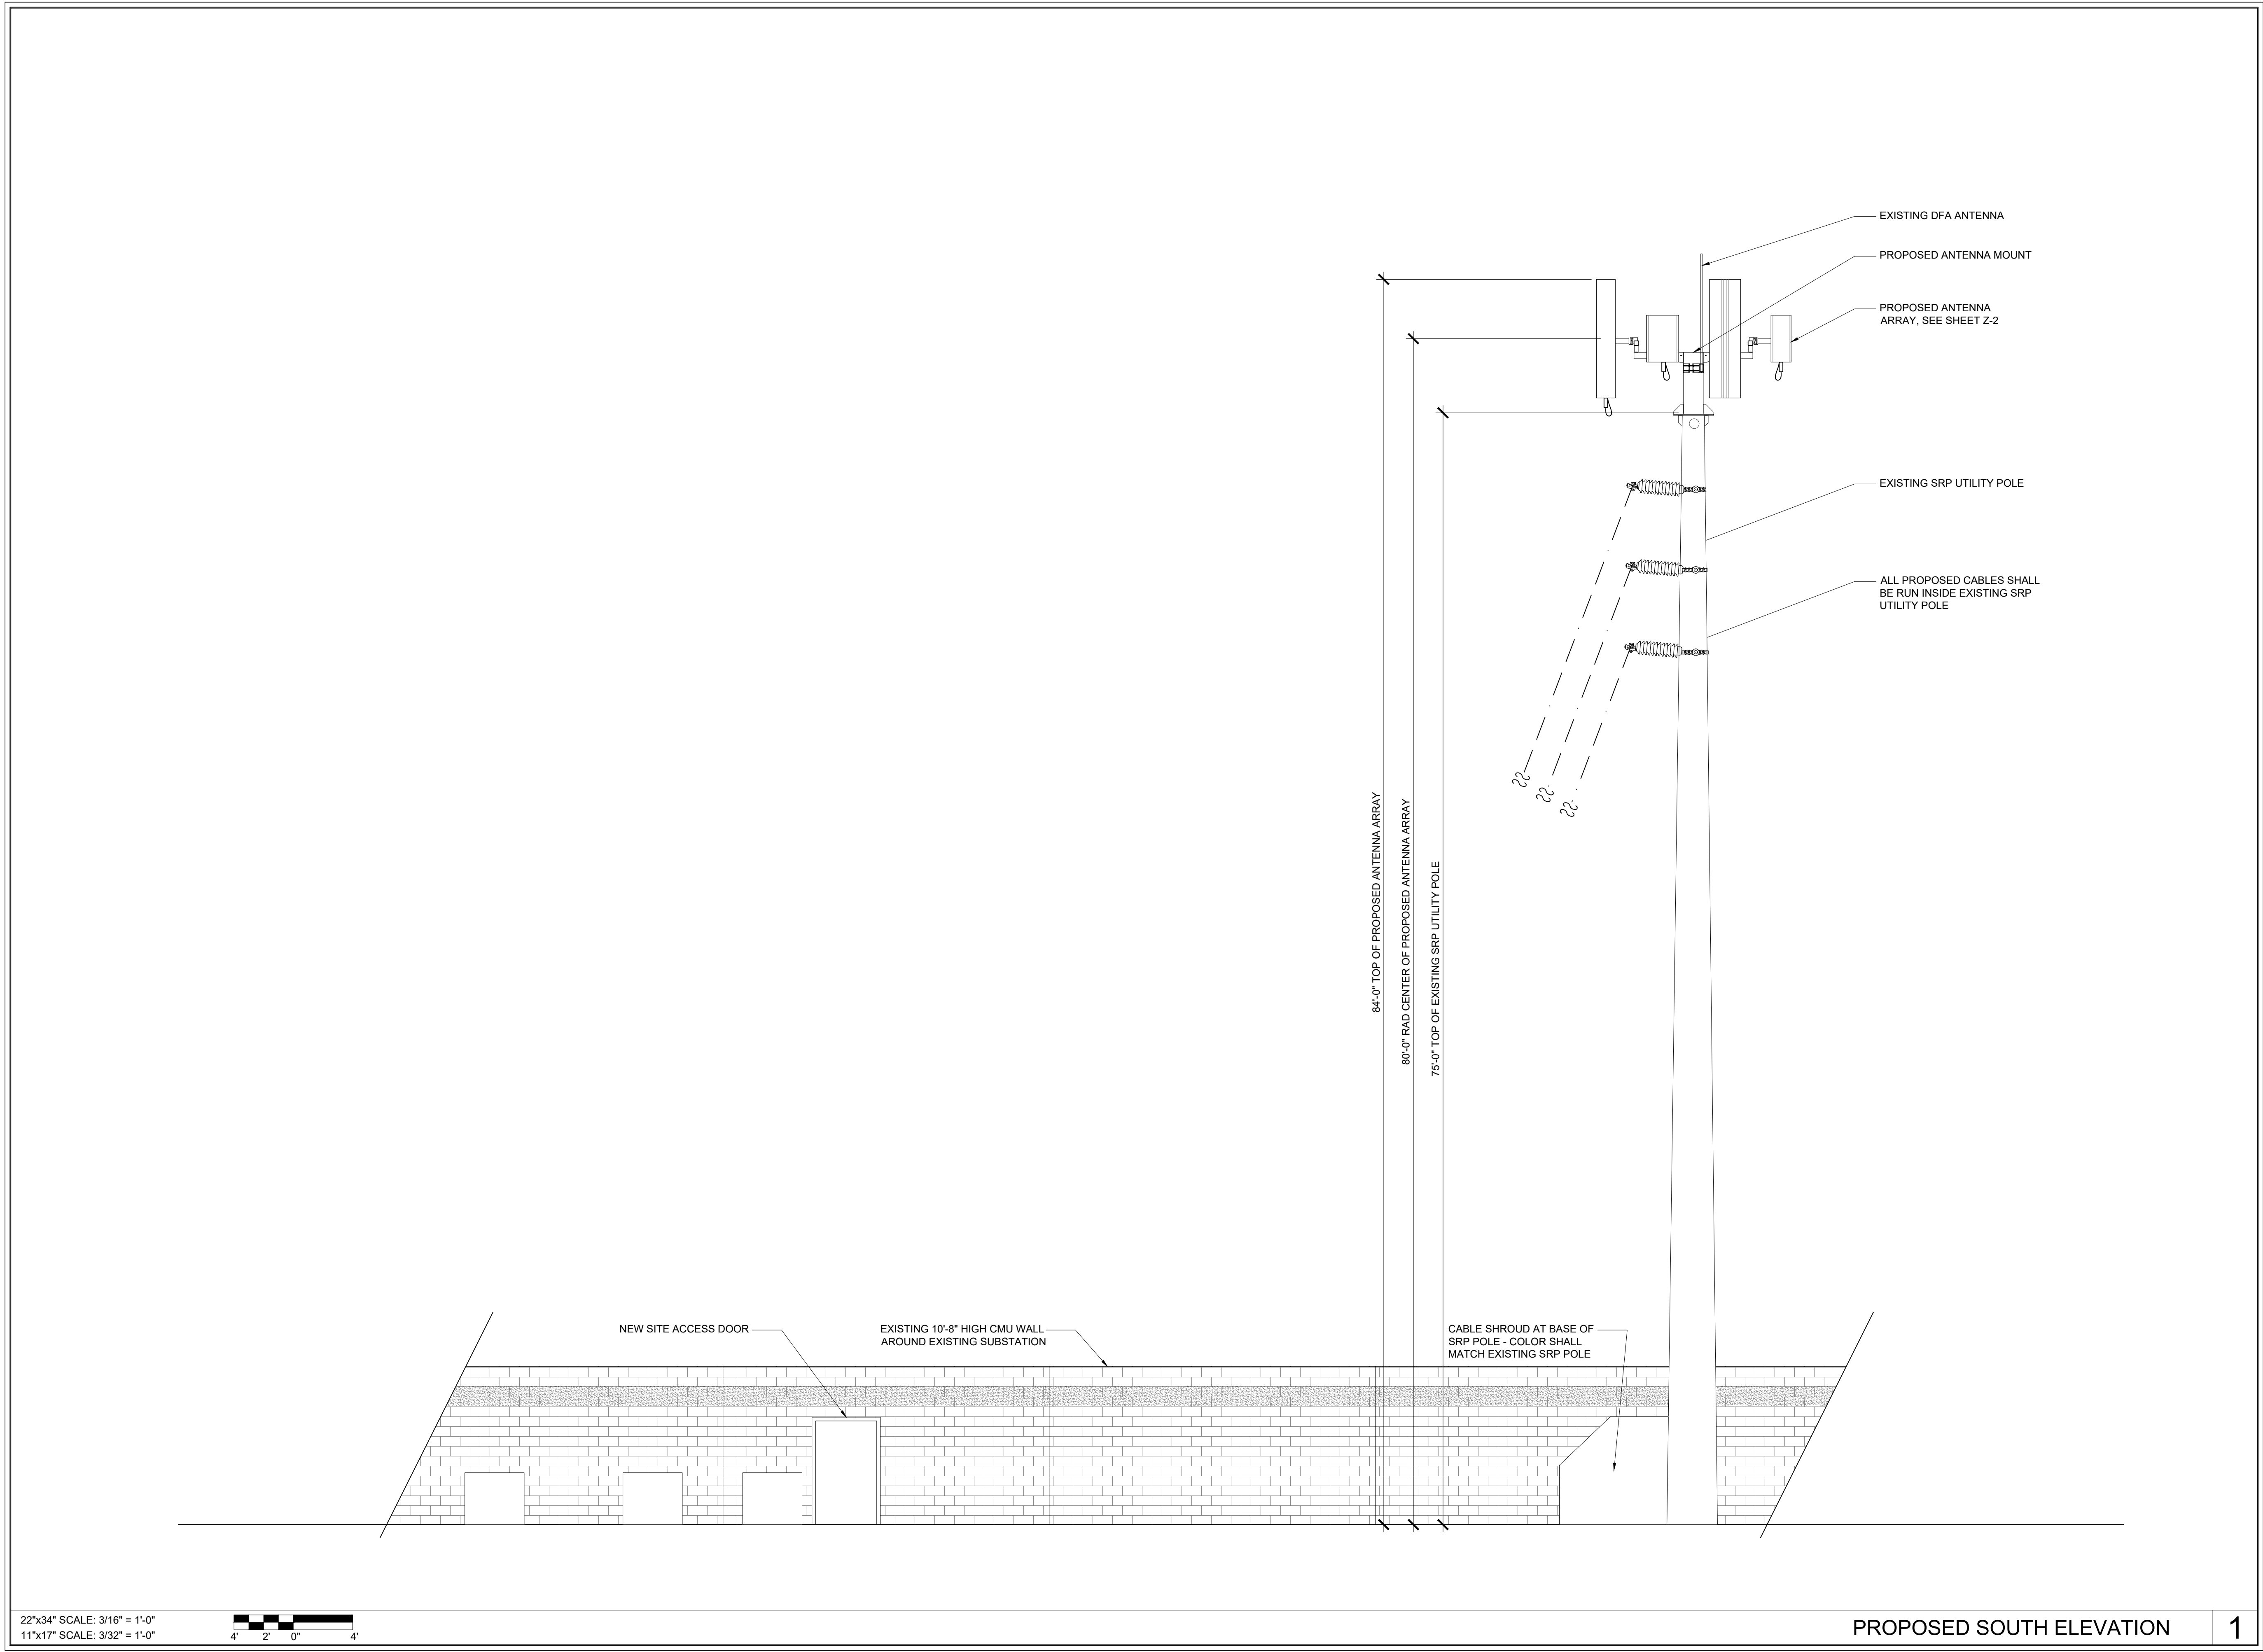 EXISTING DFA ANTENNA
PROPOSED ANTENNA MOUNT
PROPOSED ANTENNA
ARRAY, SEE SHEET Z-2
EXISTING SRP UTILITY POLE
ALL PROPOSED CABLES SHALL
BE RUN INSIDE EXISTING SRP
UTILITY POLE
84'-0" TOP OF PROPOSED ANTENNA ARRAY
80'-0" RAD CENTER OF PROPOSED ANTENNA ARRAY
75'-0" TOP OF EXISTING SRP UTILITY POLE
NEW SITE ACCESS DOOR
EXISTING 10'-8" HIGH CMU WALL
AROUND EXISTING SUBSTATION
CABLE SHROUD AT BASE OF
SRP POLE - COLOR SHALL
MATCH EXISTING SRP POLE
22"x34" SCALE: 3/16" = 1'-0"
11"x17" SCALE: 3/32" = 1'-0"
4' 2' 0" 4'
PROPOSED SOUTH ELEVATION 1